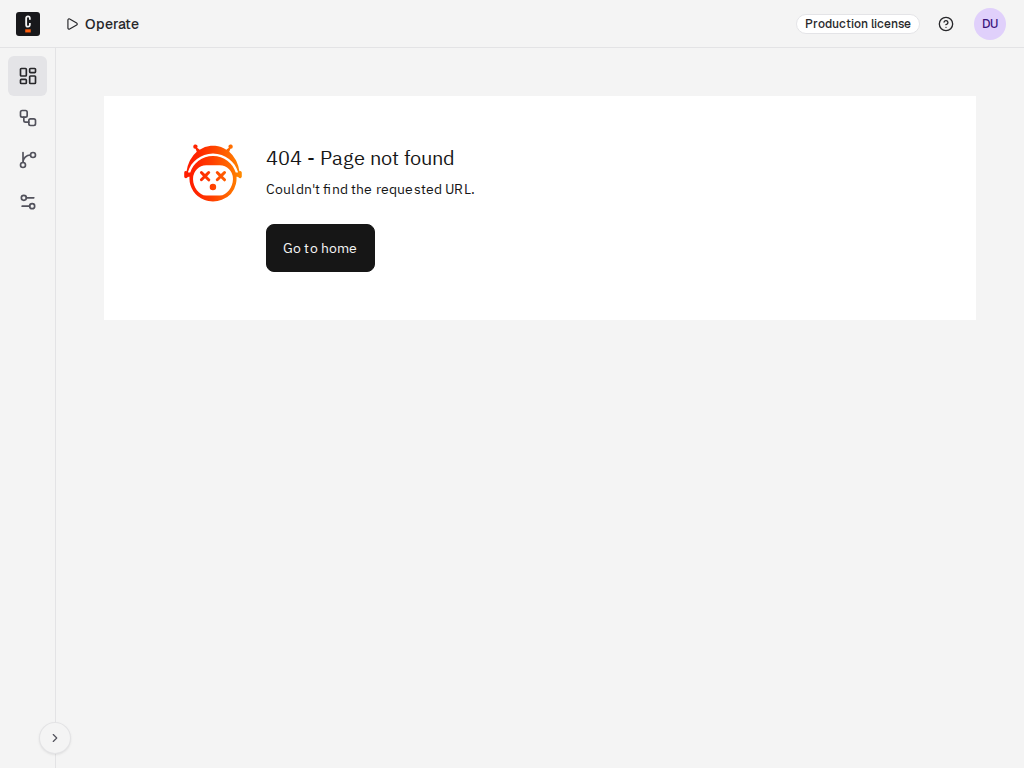 Operate
Production license
DU
404 - Page not found
Couldn't find the requested URL.
Go to home